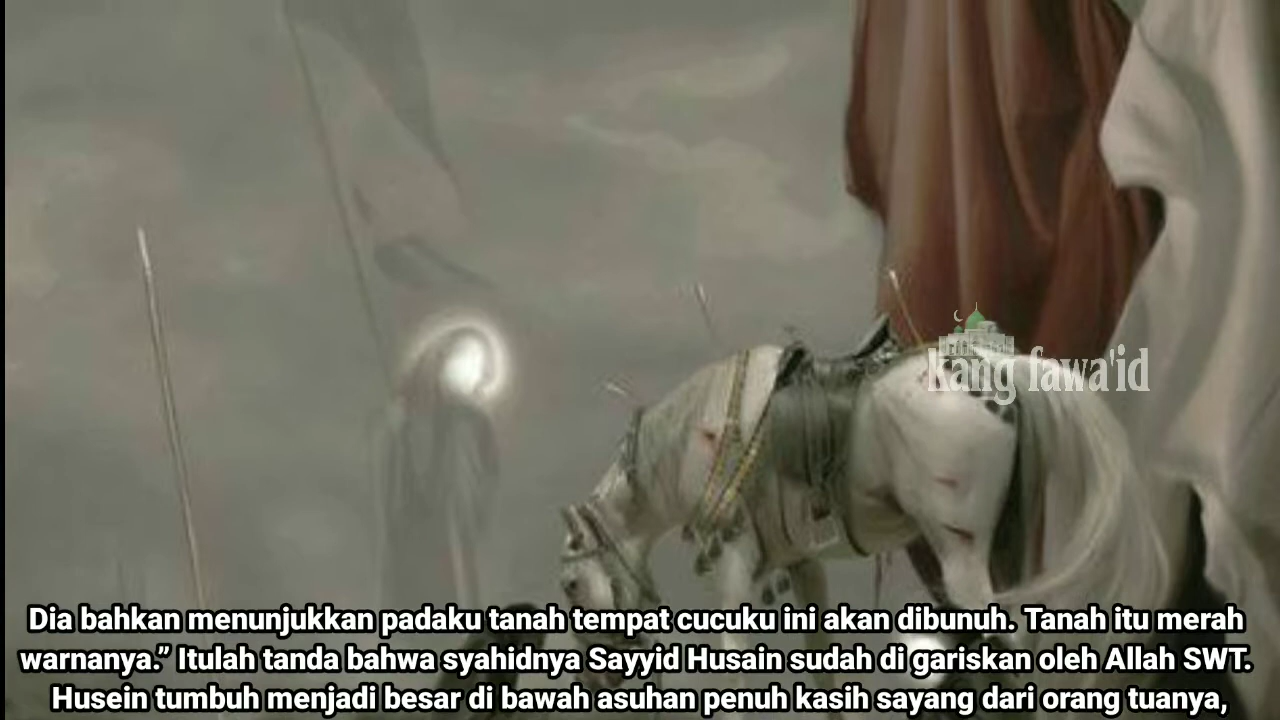 kang fawa'id
Dia bahkan menunjukkan padaku tanah tempat cucuku ini akan dibunuh. Tanah itu merah
warnanya.” Itulah tanda bahwa syahidnya Sayyid Husain sudah di gariskan oleh Allah SWT.
Husein tumbuh menjadi besar di bawah asuhan penuh kasih sayang dari orang tuanya,